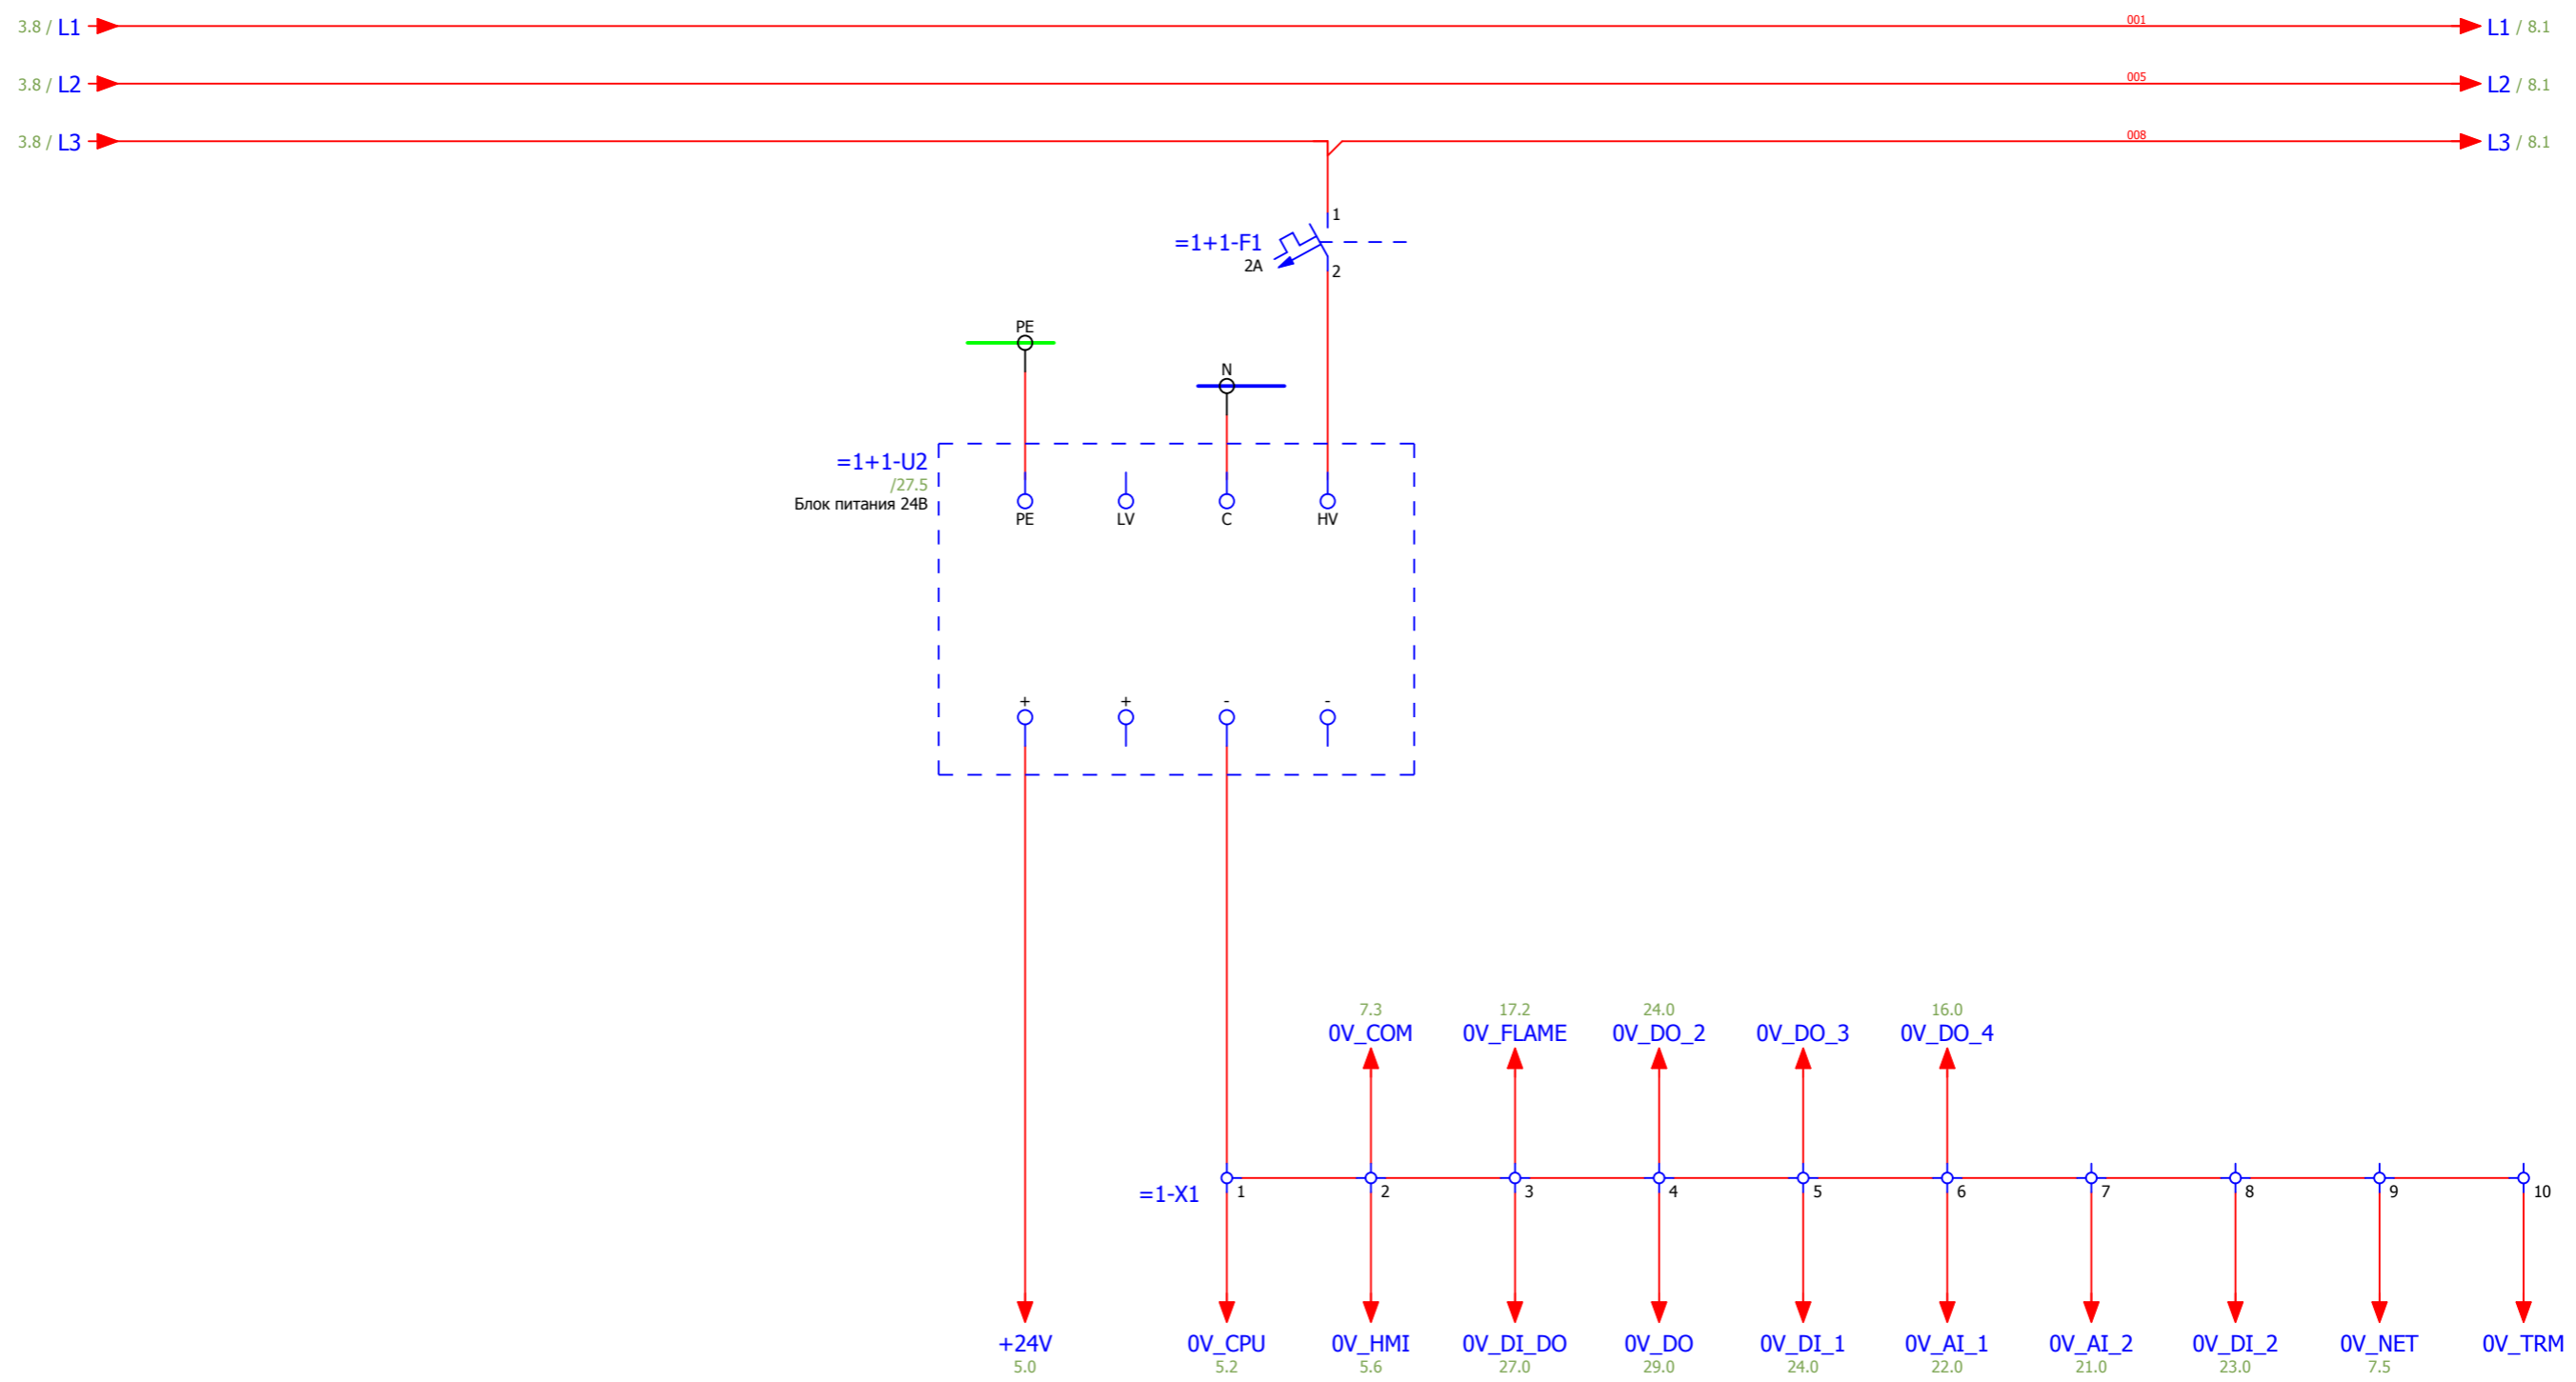 3.8 / L1 001 L1 / 8.1
3.8 / L2 005 L2 / 8.1
3.8 / L3 008 L3 / 8.1
1
=1+1-F1
2A
2
PE
N
=1+1-U2
/27.5
Блок питания 24В
PE LV C HV
+ + - -
7.3 17.2 24.0 16.0
0V_COM 0V_FLAME 0V_DO_2 0V_DO_3 0V_DO_4
=1-X1 1 2 3 4 5 6 7 8 9 10
+24V 0V_CPU 0V_HMI 0V_DI_DO 0V_DO 0V_DI_1 0V_AI_1 0V_AI_2 0V_DI_2 0V_NET 0V_TRM
5.0 5.2 5.6 27.0 29.0 24.0 22.0 21.0 23.0 7.5